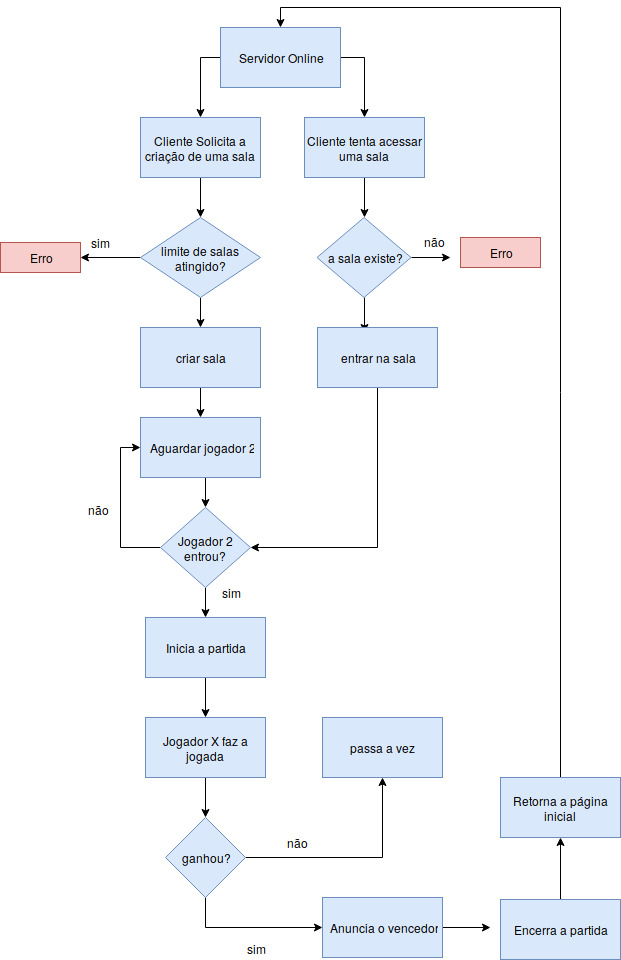 Servidor Online
Cliente Solicita a
criação de uma sala
Cliente tenta acessar
uma sala
sim
Erro
limite de salas
atingido?
a sala existe?
não
Erro
criar sala
entrar na sala
Aguardar jogador 2
não
Jogador 2
entrou?
sim
Inicia a partida
Jogador X faz a
jogada
passa a vez
ganhou?
não
sim
Anuncia o vencedor
Encerra a partida
Retorna a página
inicial